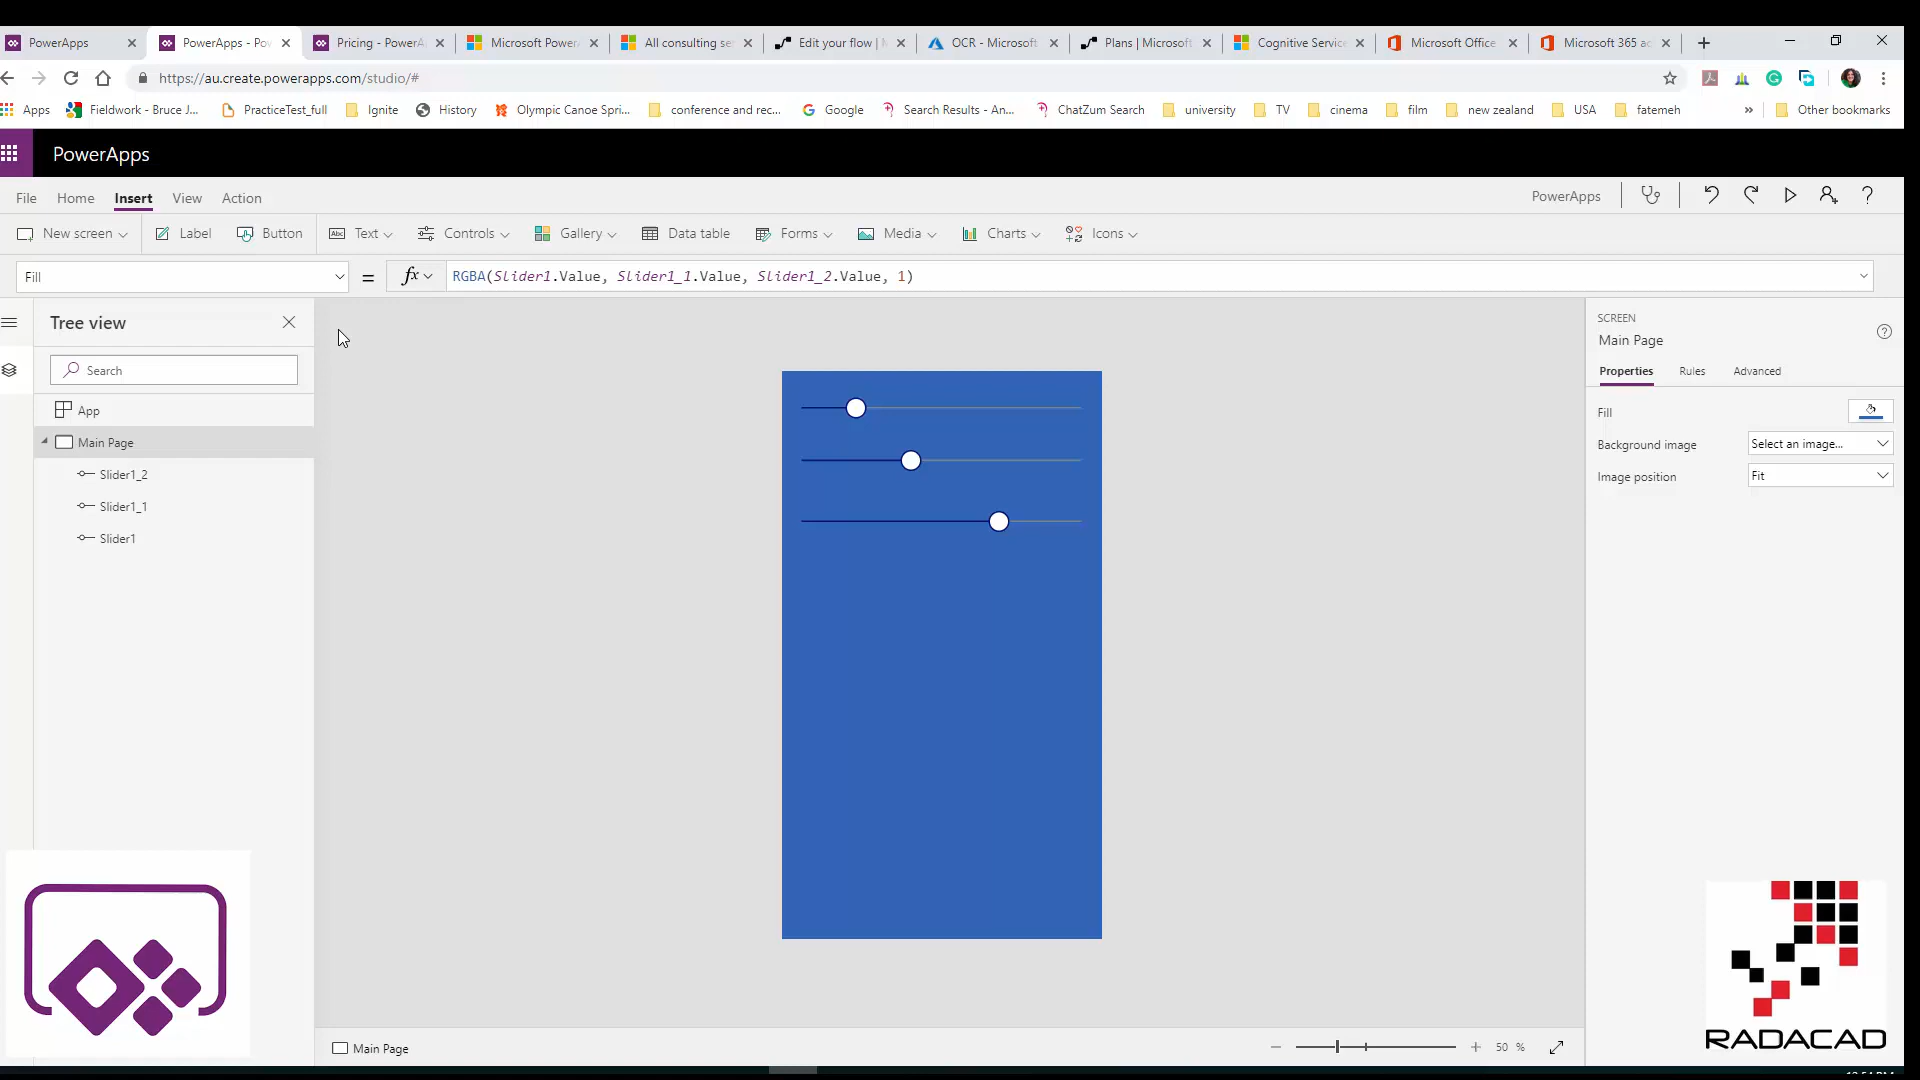 PowerApps
PowerApps - Pow
Pricing - PowerA
Microsoft Power
All consulting se
Edit your flow | M
OCR - Microsoft
Plans | Microsoft
Cognitive Service
Microsoft Office
Microsoft 365 ac
https://au.create.powerapps.com/studio/#
Apps
Fieldwork - Bruce J...
PracticeTest_full
Ignite
History
Olympic Canoe Spri...
conference and rec...
Google
Search Results - An...
ChatZum Search
university
TV
cinema
film
new zealand
USA
fatemeh
»
Other bookmarks
PowerApps
File
Home
Insert
View
Action
PowerApps
New screen
Label
Button
Abc
Text
Controls
Gallery
Data table
Forms
Media
Charts
Icons
Fill
=
fx
RGBA(Slider1.Value, Slider1_1.Value, Slider1_2.Value, 1)
Tree view
Search
App
Main Page
Slider1_2
Slider1_1
Slider1
SCREEN
Main Page
Properties
Rules
Advanced
Fill
Background image
Select an image...
Image position
Fit
Main Page
50 %
RADACAD